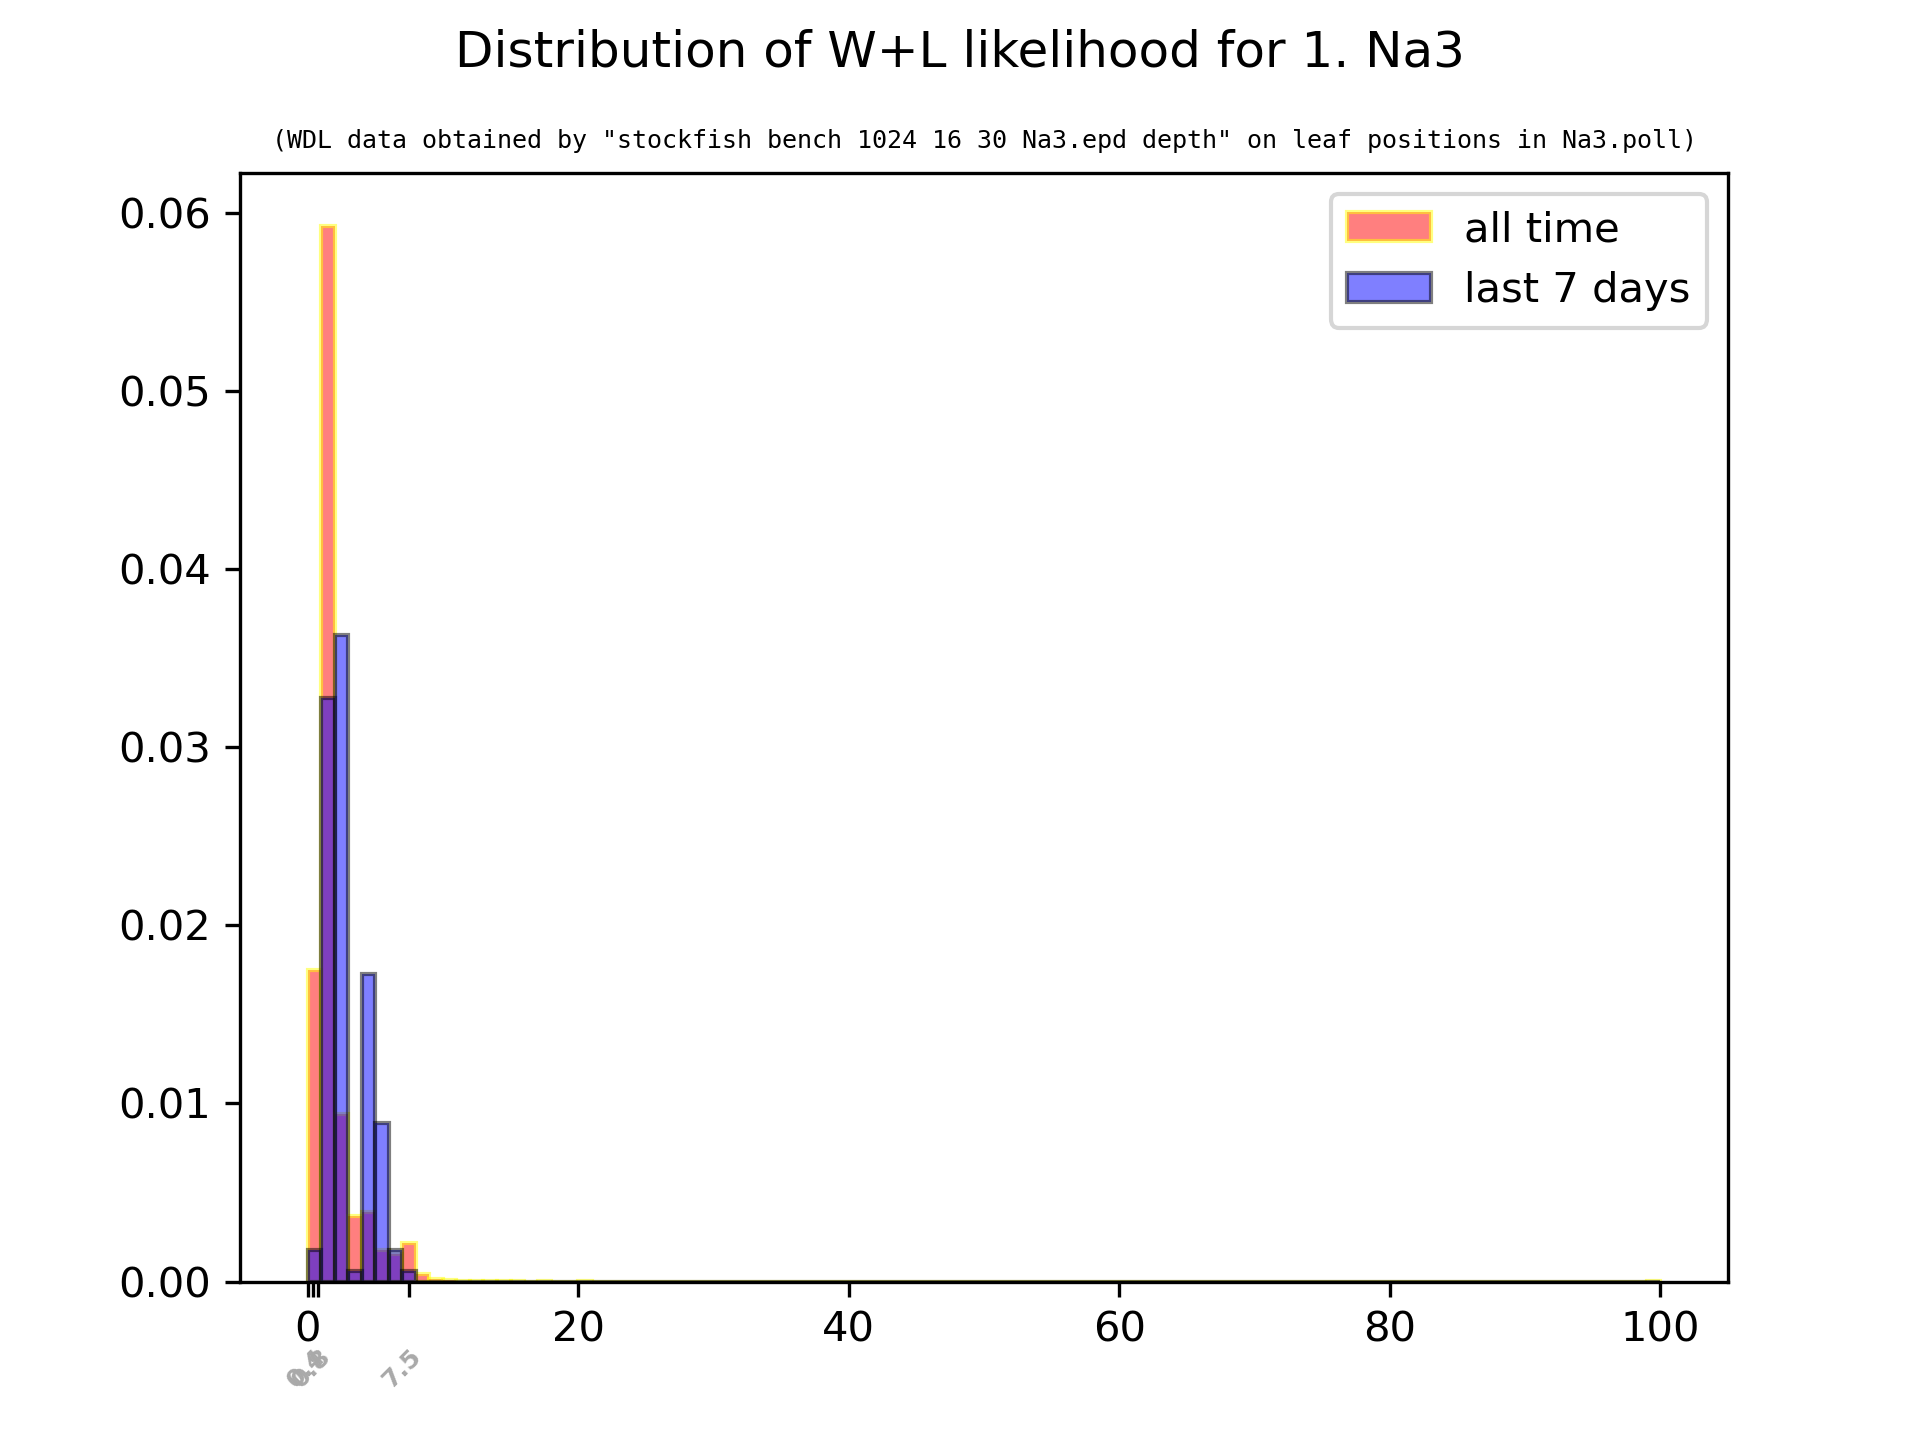 Distribution of W+L likelihood for 1. Na3
(WDL data obtained by "stockfish bench 1024 16 30 Na3.epd depth" on leaf positions in Na3.poll)
all time
last 7 days
0.06
0.05
0.04
0.03
0.02
0.01
0.00
0 20 40 60 80 100
7.5